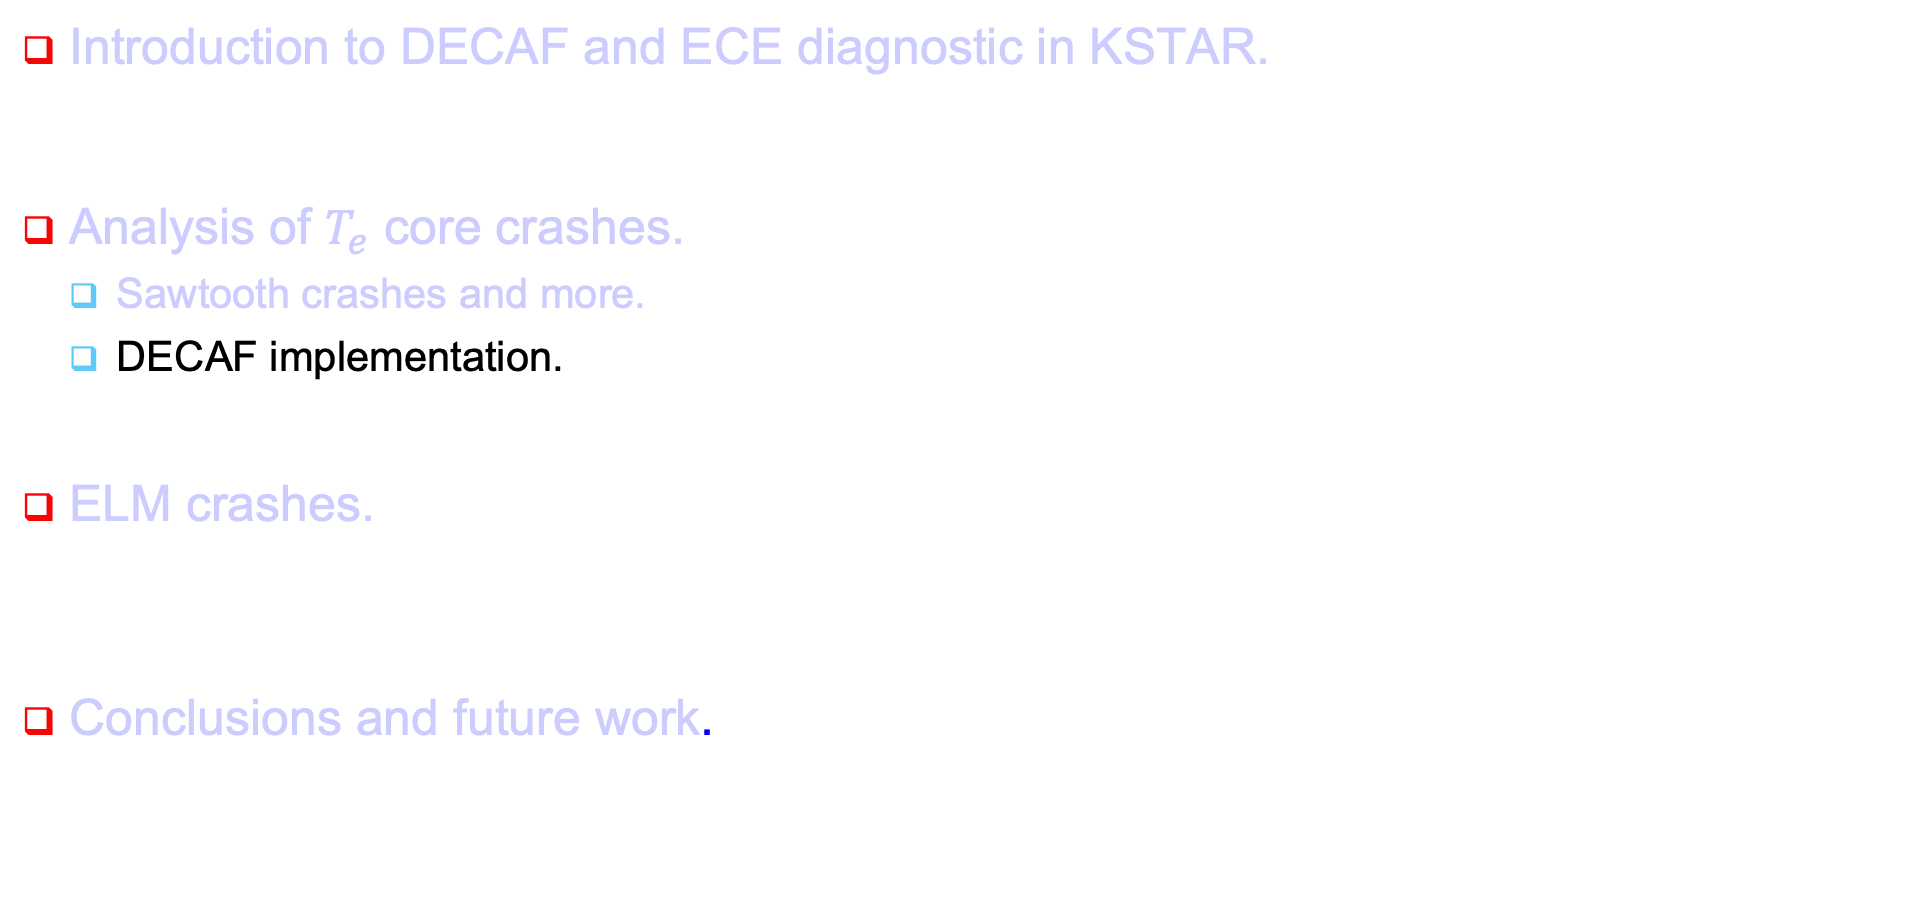 Introduction to DECAF and ECE diagnostic in KSTAR.
Analysis of $T_e$ core crashes.
Sawtooth crashes and more.
DECAF implementation.
ELM crashes.
Conclusions and future work.